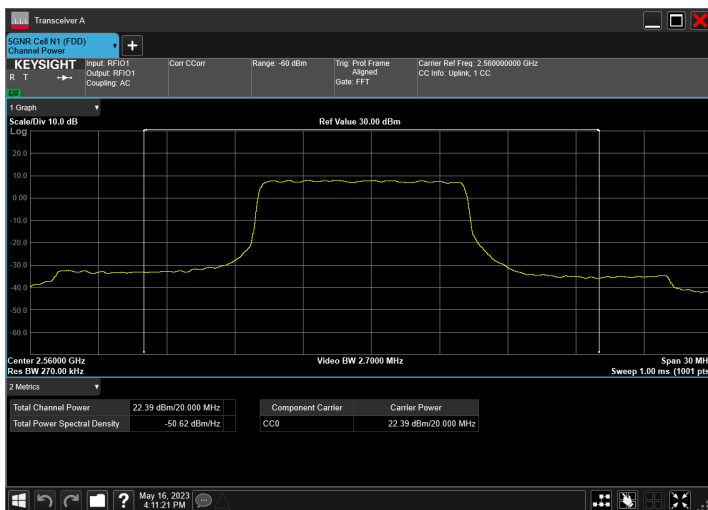 Transceiver A
5GNR Cell N1 (FDD)
Channel Power
KEYSIGHT
R T
LXI
Input: RFIO1
Output: RFIO1
Coupling: AC
Corr CCorr
Range: -60 dBm
Trig: Prot Frame
Aligned
Gate: FFT
Carrier Ref Freq: 2.560000000 GHz
CC Info: Uplink, 1 CC
1 Graph
Scale/Div 10.0 dB
Ref Value 30.00 dBm
Log
20.0
10.0
0.00
-10.0
-20.0
-30.0
-40.0
-50.0
-60.0
Center 2.56000 GHz
Video BW 2.7000 MHz
Span 30 MH
Res BW 270.00 kHz
Sweep 1.00 ms (1001 pts
2 Metrics
Total Channel Power 22.39 dBm/20.000 MHz
Total Power Spectral Density -50.62 dBm/Hz
Component Carrier Carrier Power
CC0 22.39 dBm/20.000 MHz
May 16, 2023
4:11:21 PM